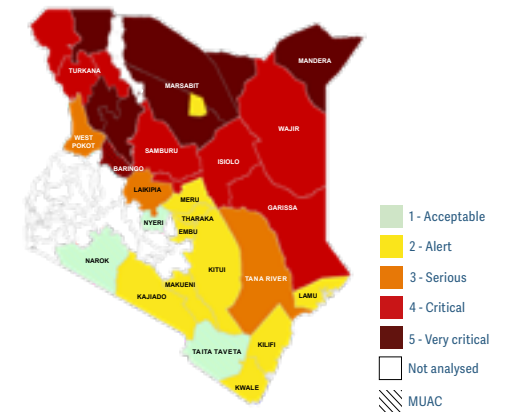 MANDERA
TURKANA
MARSABIT
WAJIR
WEST
POKOT
SAMBURU
ISIOLO
BARINGO
LAIKIPIA
MERU
GARISSA
NYERI
THARAKA
EMBU
NAROK
KITUI
TANA RIVER
MAKUENI
KAJIADO
LAMU
KILIFI
TAITA TAVETA
KWALE
1 - Acceptable
2 - Alert
3 - Serious
4 - Critical
5 - Very critical
Not analysed
MUAC